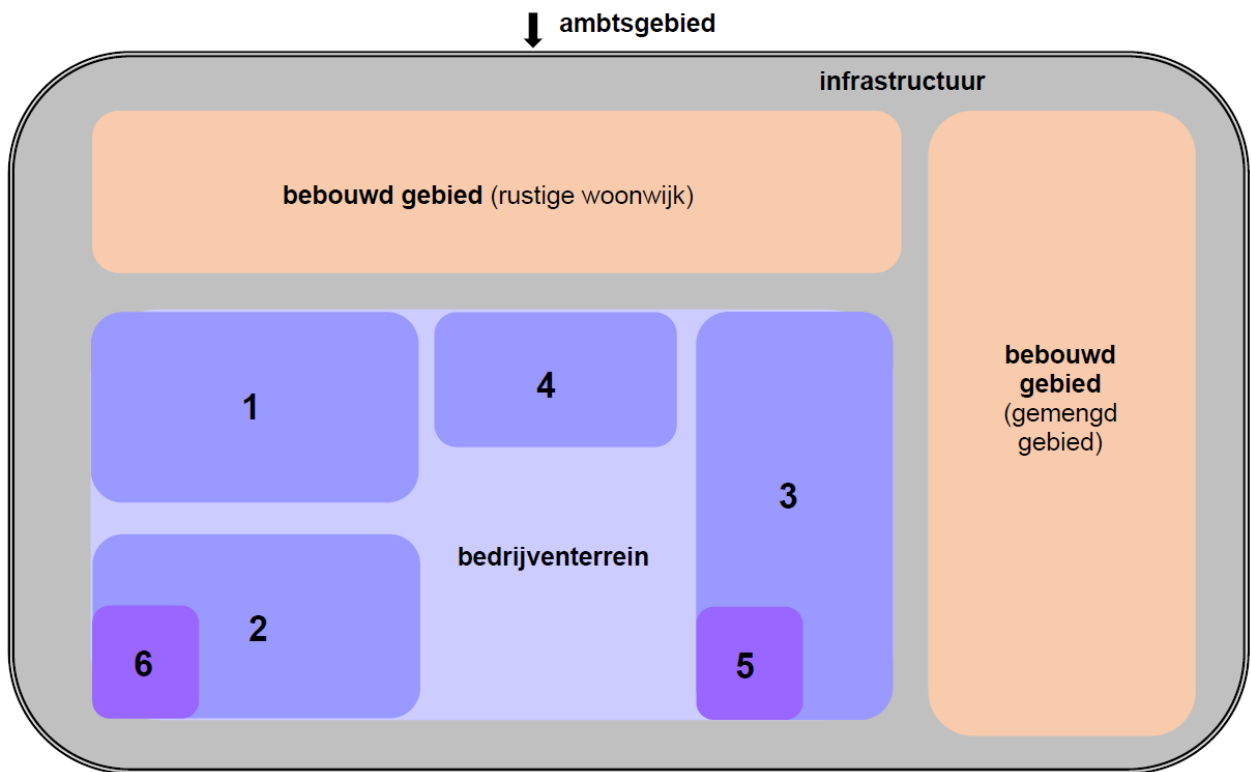 ambtsgebied
infrastructuur
bebouwd gebied (rustige woonwijk)
1
4
3
bebouwd
gebied
(gemengd
gebied)
bedrijventerrein
2
6
5